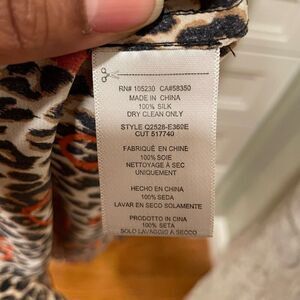 RN# 105230 CA#58350
MADE IN CHINA
100% SILK
DRY CLEAN ONLY
STYLE Q2528-E369E
CUT 517740
FABRIQUÉ EN CHINE
100% SOIE
NETTOYAGE A SEC
UNIQUEMENT
HECHO EN CHINA
100% SEDA
LAVAR EN SECO SOLAMENTE
PRODOTTO IN CINA
100% SETA
SOLO LAVAGGIO A SECCO